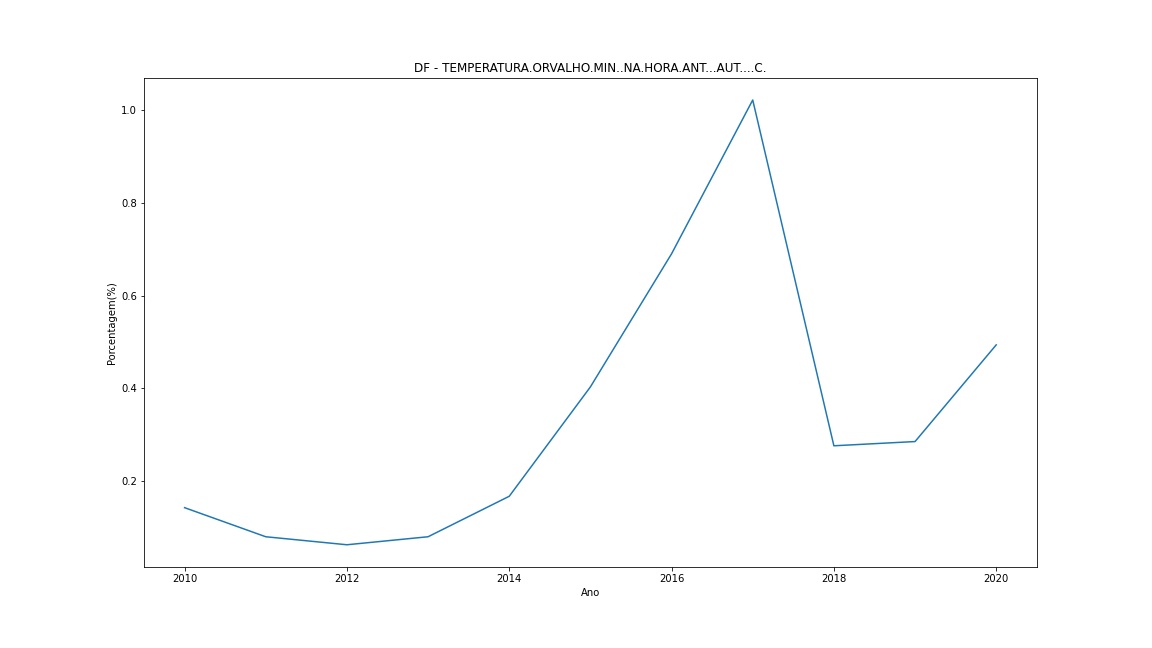 DF - TEMPERATURA.ORVALHO.MIN..NA.HORA.ANT...AUT....C.
1.0
0.8
0.6
0.4
0.2
Porcentagem(%)
2010 2012 2014 2016 2018 2020
Ano